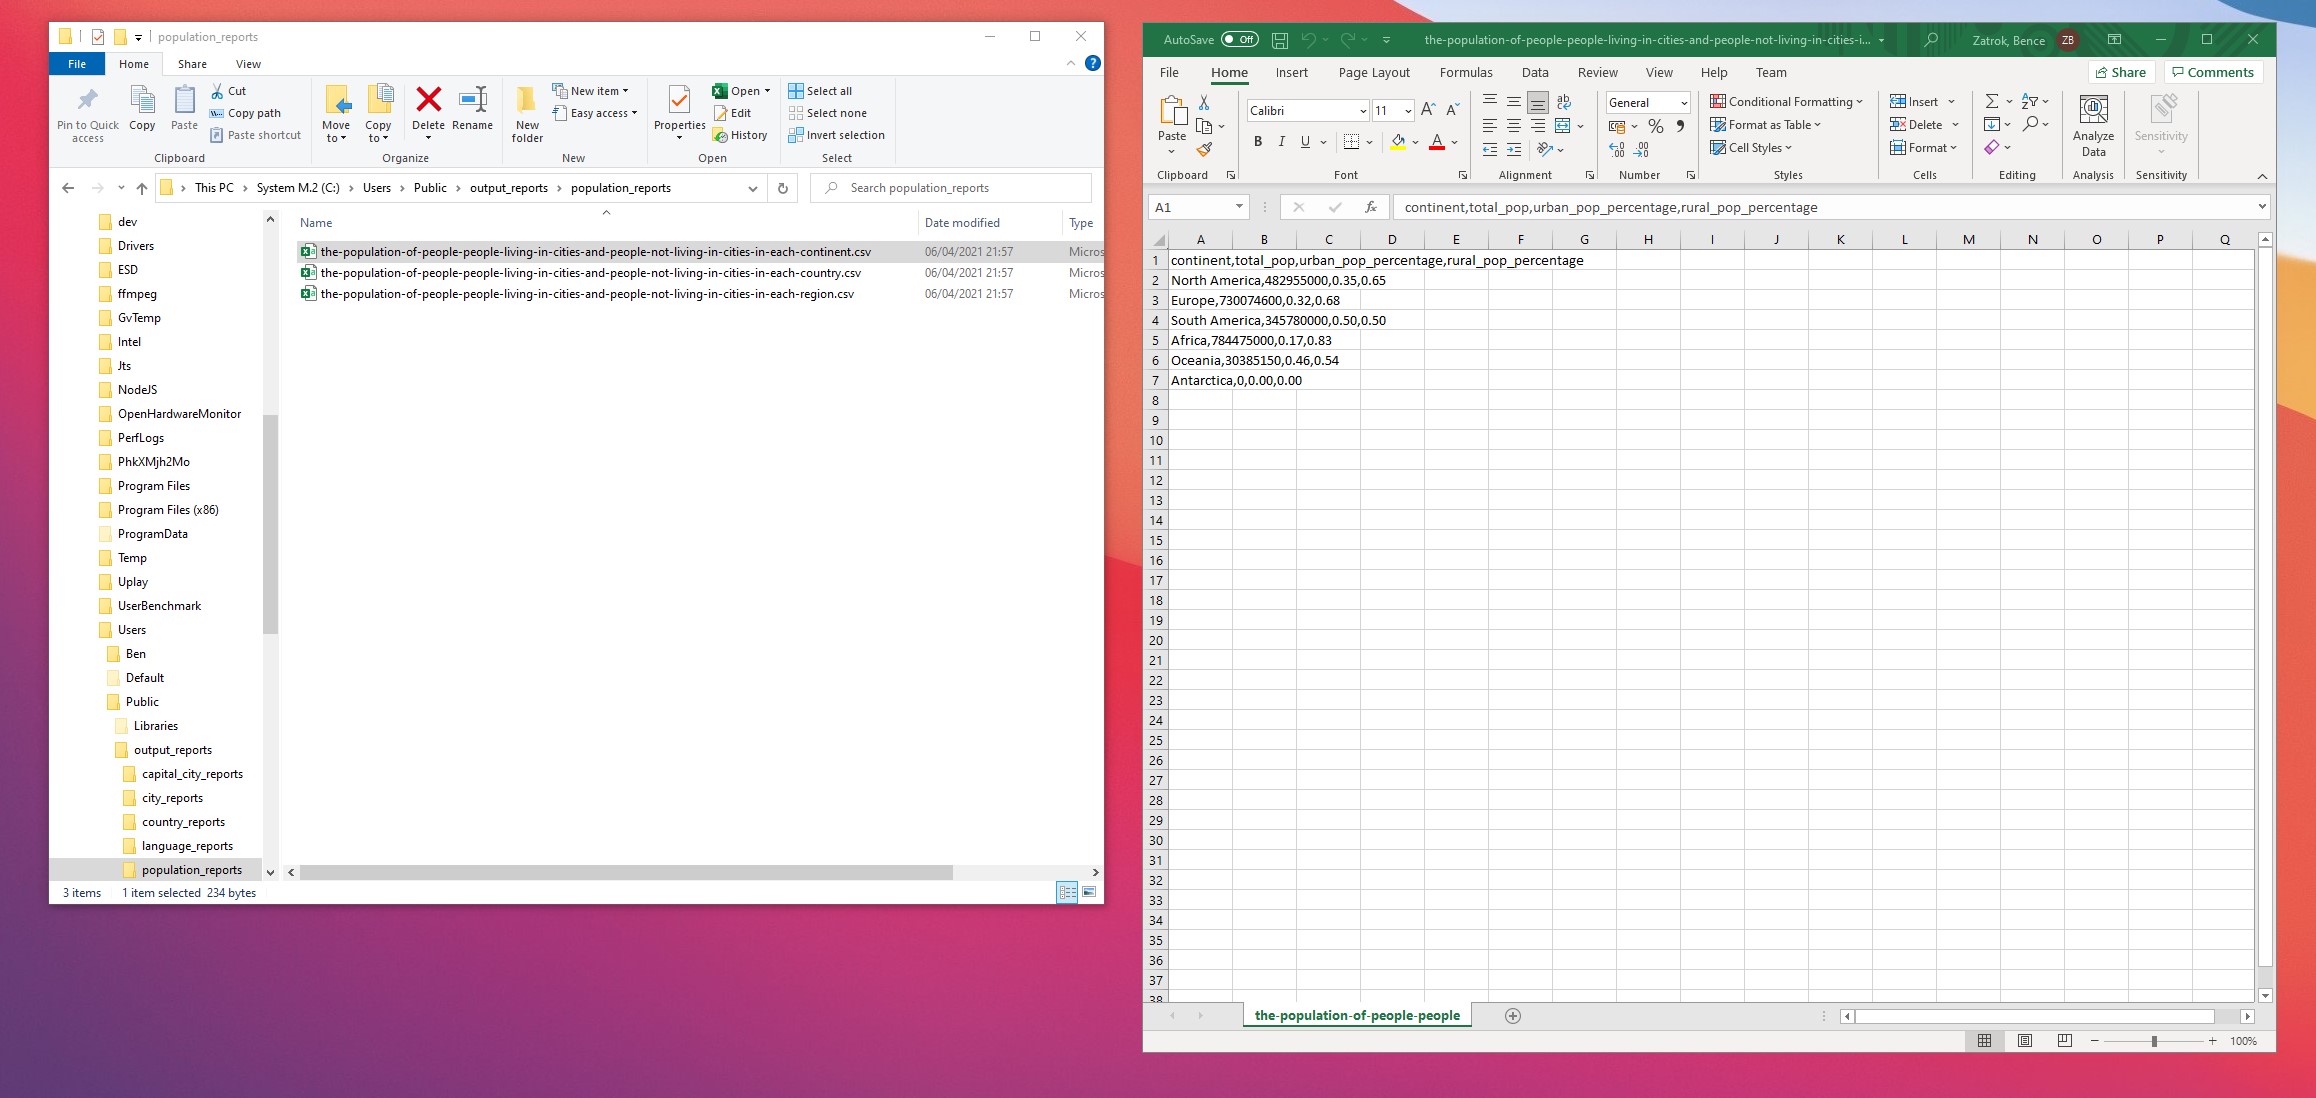 population_reports
File
Home
Share
View
Pin to Quick access
Copy
Paste
Cut
Copy path
Paste shortcut
Clipboard
Move to
Copy to
Delete
Rename
Organize
New folder
New item
Easy access
New
Properties
Open
Edit
History
Open
Select all
Select none
Invert selection
Select
This PC > System M.2 (C:) > Users > Public > output_reports > population_reports
Search population_reports
dev
Drivers
ESD
ffmpeg
GvTemp
Intel
Jts
NodeJS
OpenHardwareMonitor
PerfLogs
PhkXMjh2Mo
Program Files
Program Files (x86)
ProgramData
Temp
Uplay
UserBenchmark
Users
Ben
Default
Public
Libraries
output_reports
capital_city_reports
city_reports
country_reports
language_reports
population_reports
Name Date modified Type
the-population-of-people-people-living-in-cities-and-people-not-living-in-cities-in-each-continent.csv 06/04/2021 21:57 Micros
the-population-of-people-people-living-in-cities-and-people-not-living-in-cities-in-each-country.csv 06/04/2021 21:57 Micros
the-population-of-people-people-living-in-cities-and-people-not-living-in-cities-in-each-region.csv 06/04/2021 21:57 Micros
3 items 1 item selected 234 bytes
AutoSave Off the-population-of-people-people-living-in-cities-and-people-not-living-in-cities-i... Zatrok, Bence ZB
File Home Insert Page Layout Formulas Data Review View Help Team Share Comments
Paste
Clipboard
Calibri 11
B I U
Font
Alignment
General
Number
Conditional Formatting
Format as Table
Cell Styles
Styles
Insert
Delete
Format
Cells
Editing
Analyze Data
Analysis
Sensitivity
Sensitivity
A1 fx continent,total_pop,urban_pop_percentage,rural_pop_percentage
A B C D E F G H I J K L M N O P Q
1 continent,total_pop,urban_pop_percentage,rural_pop_percentage
2 North America,482955000,0.35,0.65
3 Europe,730074600,0.32,0.68
4 South America,345780000,0.50,0.50
5 Africa,784475000,0.17,0.83
6 Oceania,30385150,0.46,0.54
7 Antarctica,0,0.00,0.00
8
9
10
11
12
13
14
15
16
17
18
19
20
21
22
23
24
25
26
27
28
29
30
31
32
33
34
35
36
37
38
the-population-of-people-people
100%